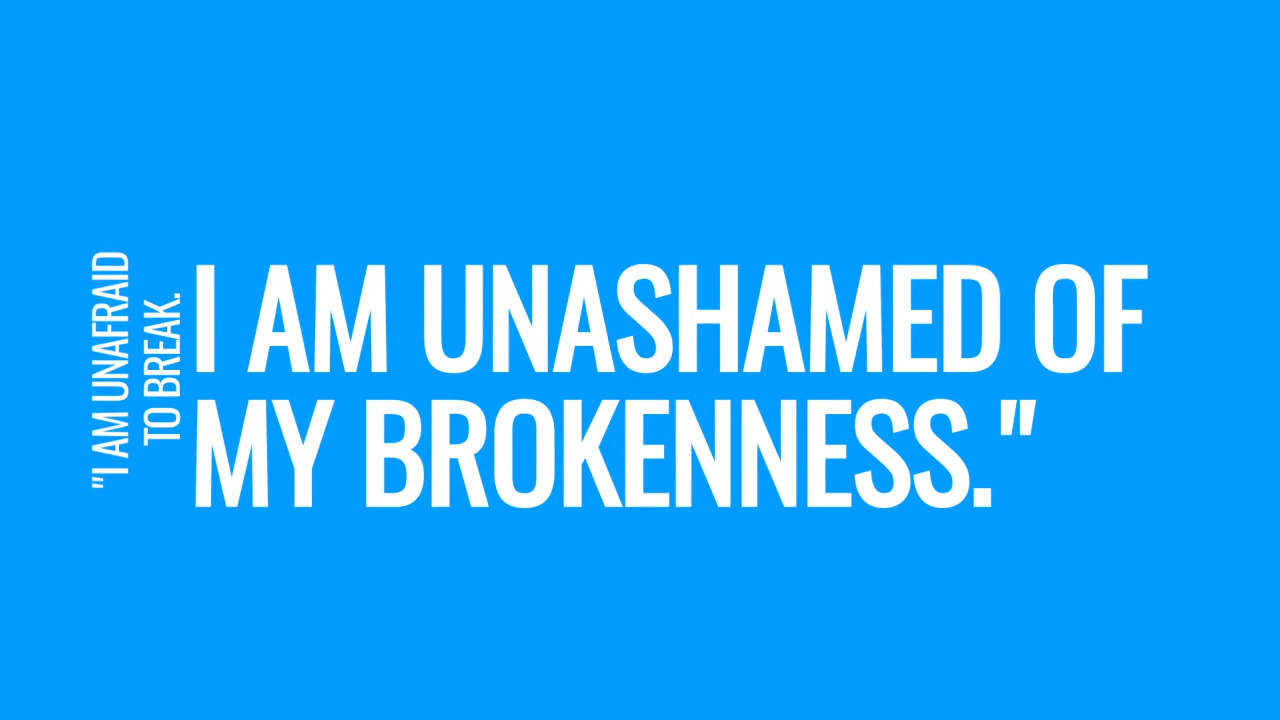 "I AM UNAFRAID
TO BREAK.
I AM UNASHAMED OF
MY BROKENNESS."